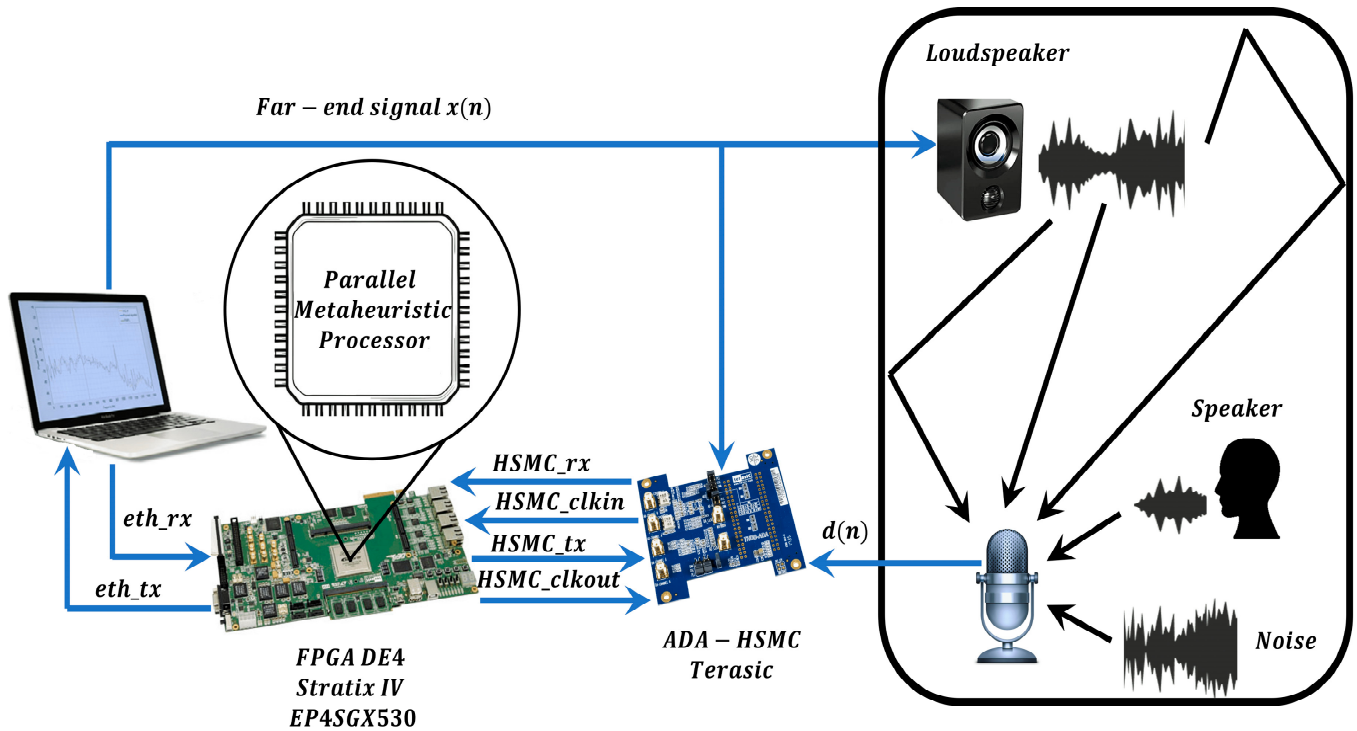 Loudspeaker
Far − end signal x(n)
Parallel
Metaheuristic
Processor
Speaker
HSMC_rx
HSMC_clkin
HSMC_tx
HSMC_clkout
eth_rx
eth_tx
d(n)
ADA − HSMC
Terasic
Noise
FPGA DE4
Stratix IV
EP4SGX530